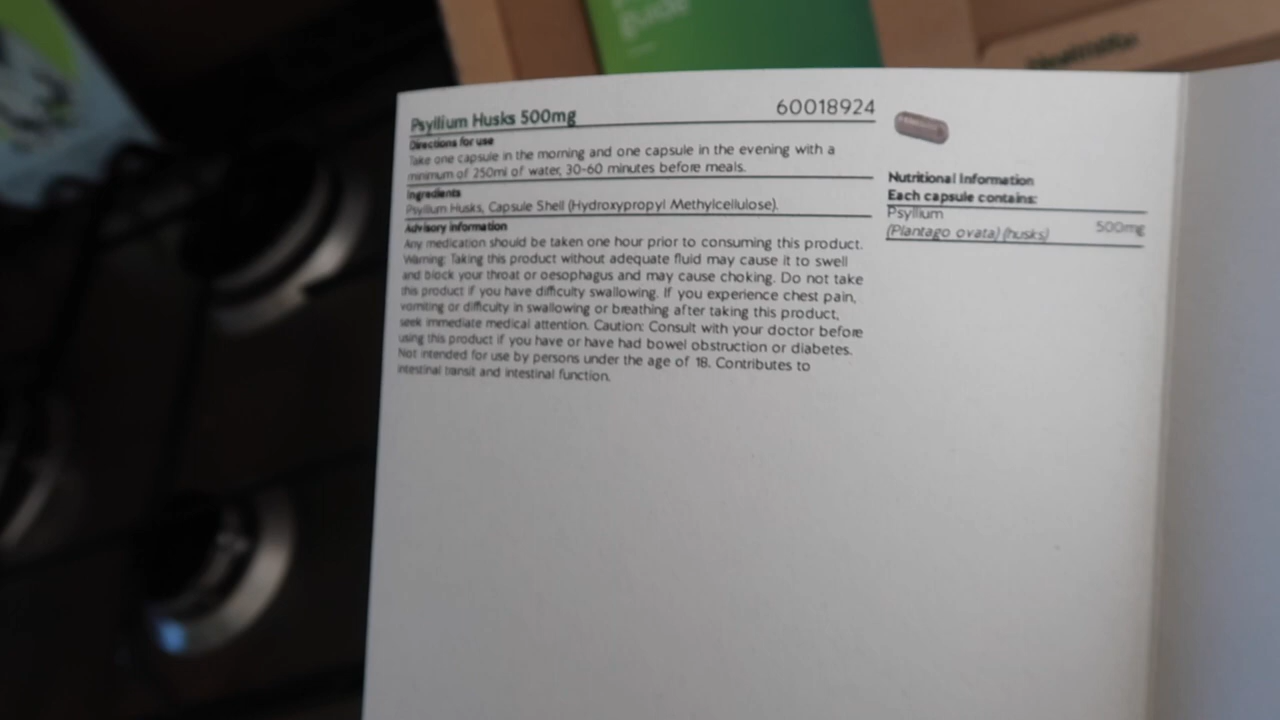 guide
Psyllium Husks 500mg
60018924
Directions for use
Take one capsule in the morning and one capsule in the evening with a
minimum of 250ml of water, 30-60 minutes before meals.
Ingredients
Psyllium Husks, Capsule Shell (Hydroxypropyl Methylcellulose).
Advisory information
Any medication should be taken one hour prior to consuming this product.
Warning: Taking this product without adequate fluid may cause it to swell
and block your throat or oesophagus and may cause choking. Do not take
this product if you have difficulty swallowing. If you experience chest pain,
vomiting or difficulty in swallowing or breathing after taking this product,
seek immediate medical attention. Caution: Consult with your doctor before
using this product if you have or have had bowel obstruction or diabetes.
Not intended for use by persons under the age of 18. Contributes to
intestinal transit and intestinal function.
Nutritional Information
Each capsule contains:
Psyllium
(Plantago ovata) (husks) 500mg